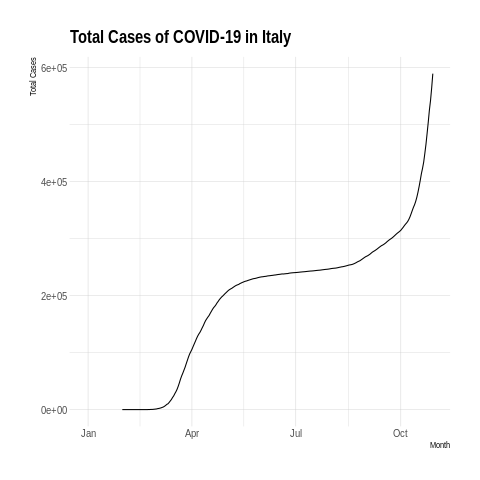 Total Cases of COVID-19 in Italy
Total Cases
6e+05
4e+05
2e+05
0e+00
Jan Apr Jul Oct
Month